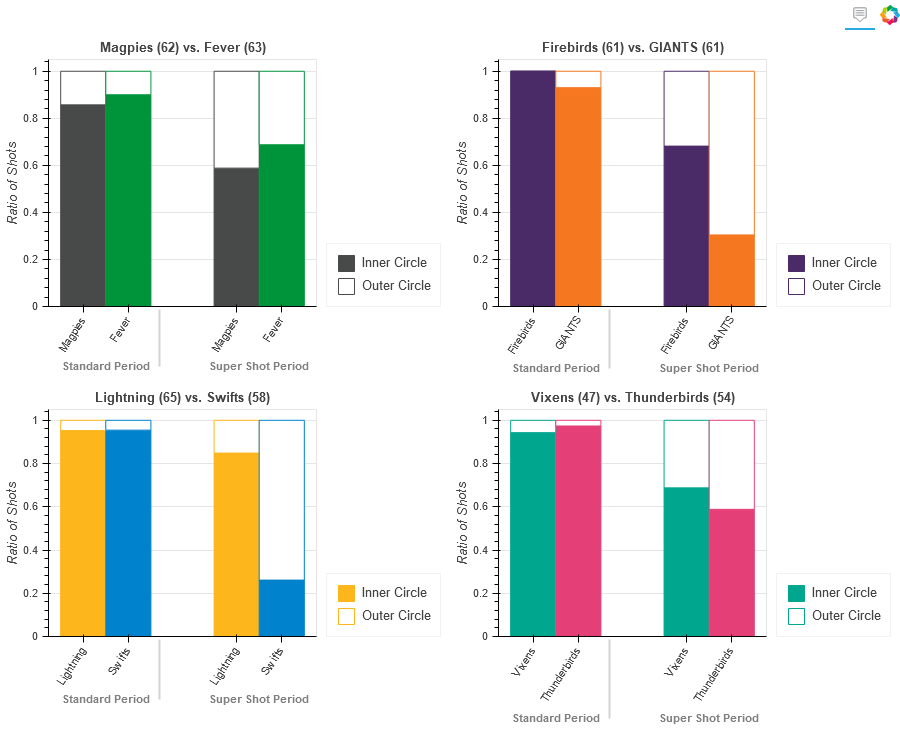 Magpies (62) vs. Fever (63)
Ratio of Shots
1
0.8
0.6
0.4
0.2
0
Magpies
Fever
Magpies
Fever
Standard Period
Super Shot Period
Inner Circle
Outer Circle
Firebirds (61) vs. GIANTS (61)
Ratio of Shots
1
0.8
0.6
0.4
0.2
0
Firebirds
GIANTS
Firebirds
GIANTS
Standard Period
Super Shot Period
Inner Circle
Outer Circle
Lightning (65) vs. Swifts (58)
Ratio of Shots
1
0.8
0.6
0.4
0.2
0
Lightning
Swifts
Lightning
Swifts
Standard Period
Super Shot Period
Inner Circle
Outer Circle
Vixens (47) vs. Thunderbirds (54)
Ratio of Shots
1
0.8
0.6
0.4
0.2
0
Vixens
Thunderbirds
Vixens
Thunderbirds
Standard Period
Super Shot Period
Inner Circle
Outer Circle